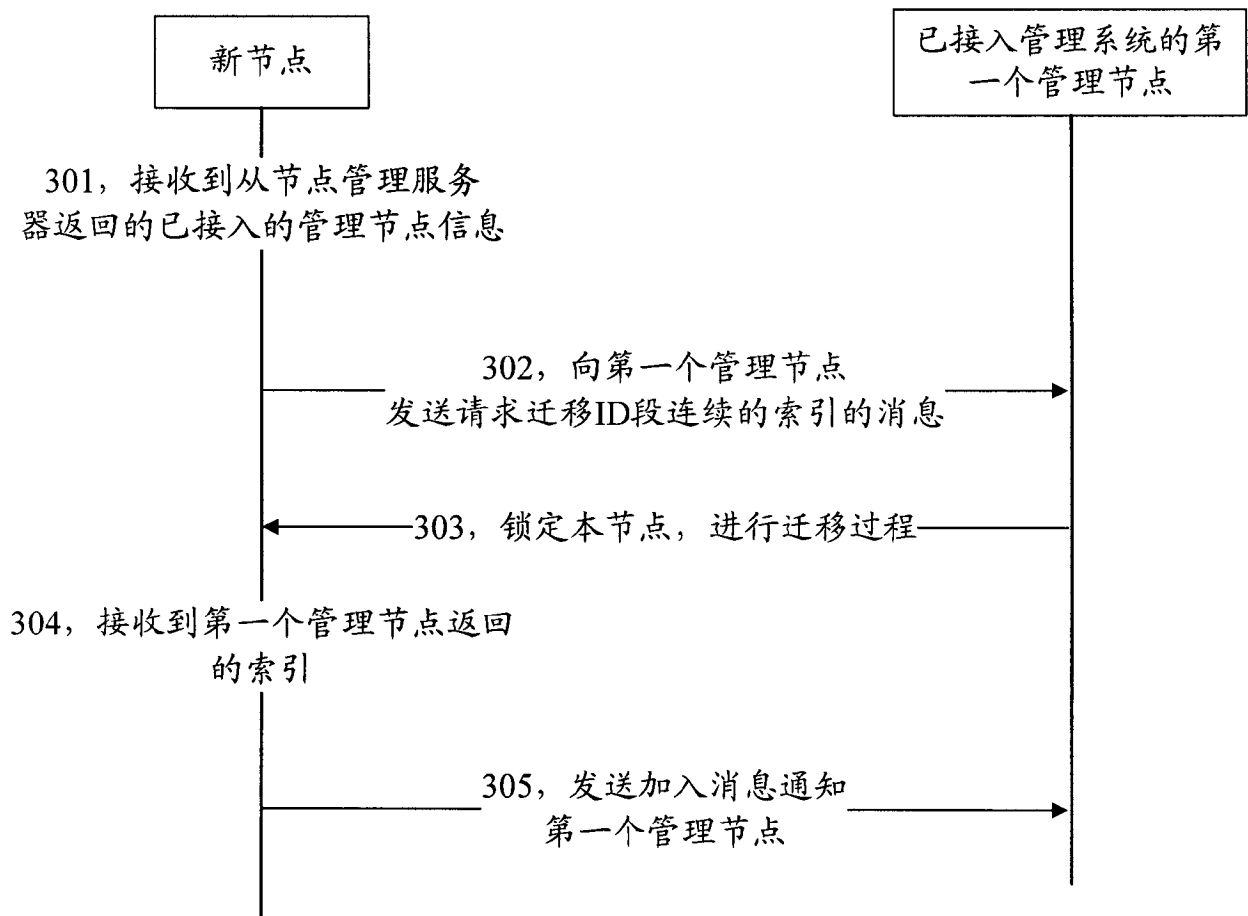 新节点
已接入管理系统的第
一个管理节点
301，接收到从节点管理服务
器返回的已接入的管理节点信息
302，向第一个管理节点
发送请求迁移ID段连续的索引的消息
303，锁定本节点，进行迁移过程
304，接收到第一个管理节点返回
的索引
305，发送加入消息通知
第一个管理节点